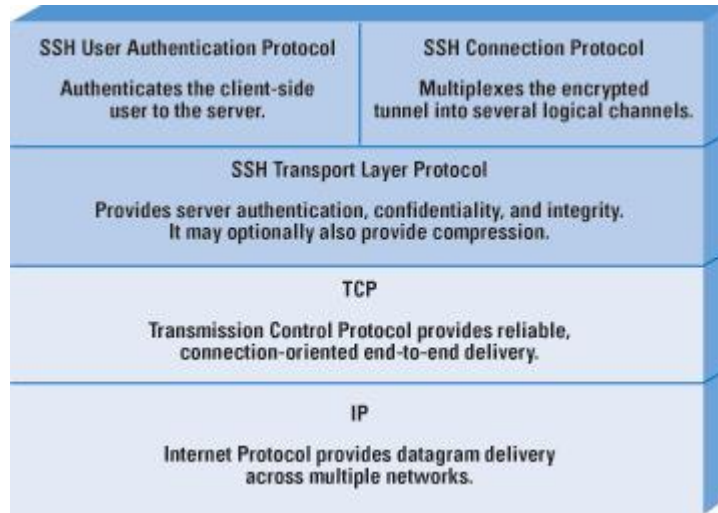 SSH User Authentication Protocol
Authenticates the client-side
user to the server.
SSH Connection Protocol
Multiplexes the encrypted
tunnel into several logical channels.
SSH Transport Layer Protocol
Provides server authentication, confidentiality, and integrity.
It may optionally also provide compression.
TCP
Transmission Control Protocol provides reliable,
connection-oriented end-to-end delivery.
IP
Internet Protocol provides datagram delivery
across multiple networks.